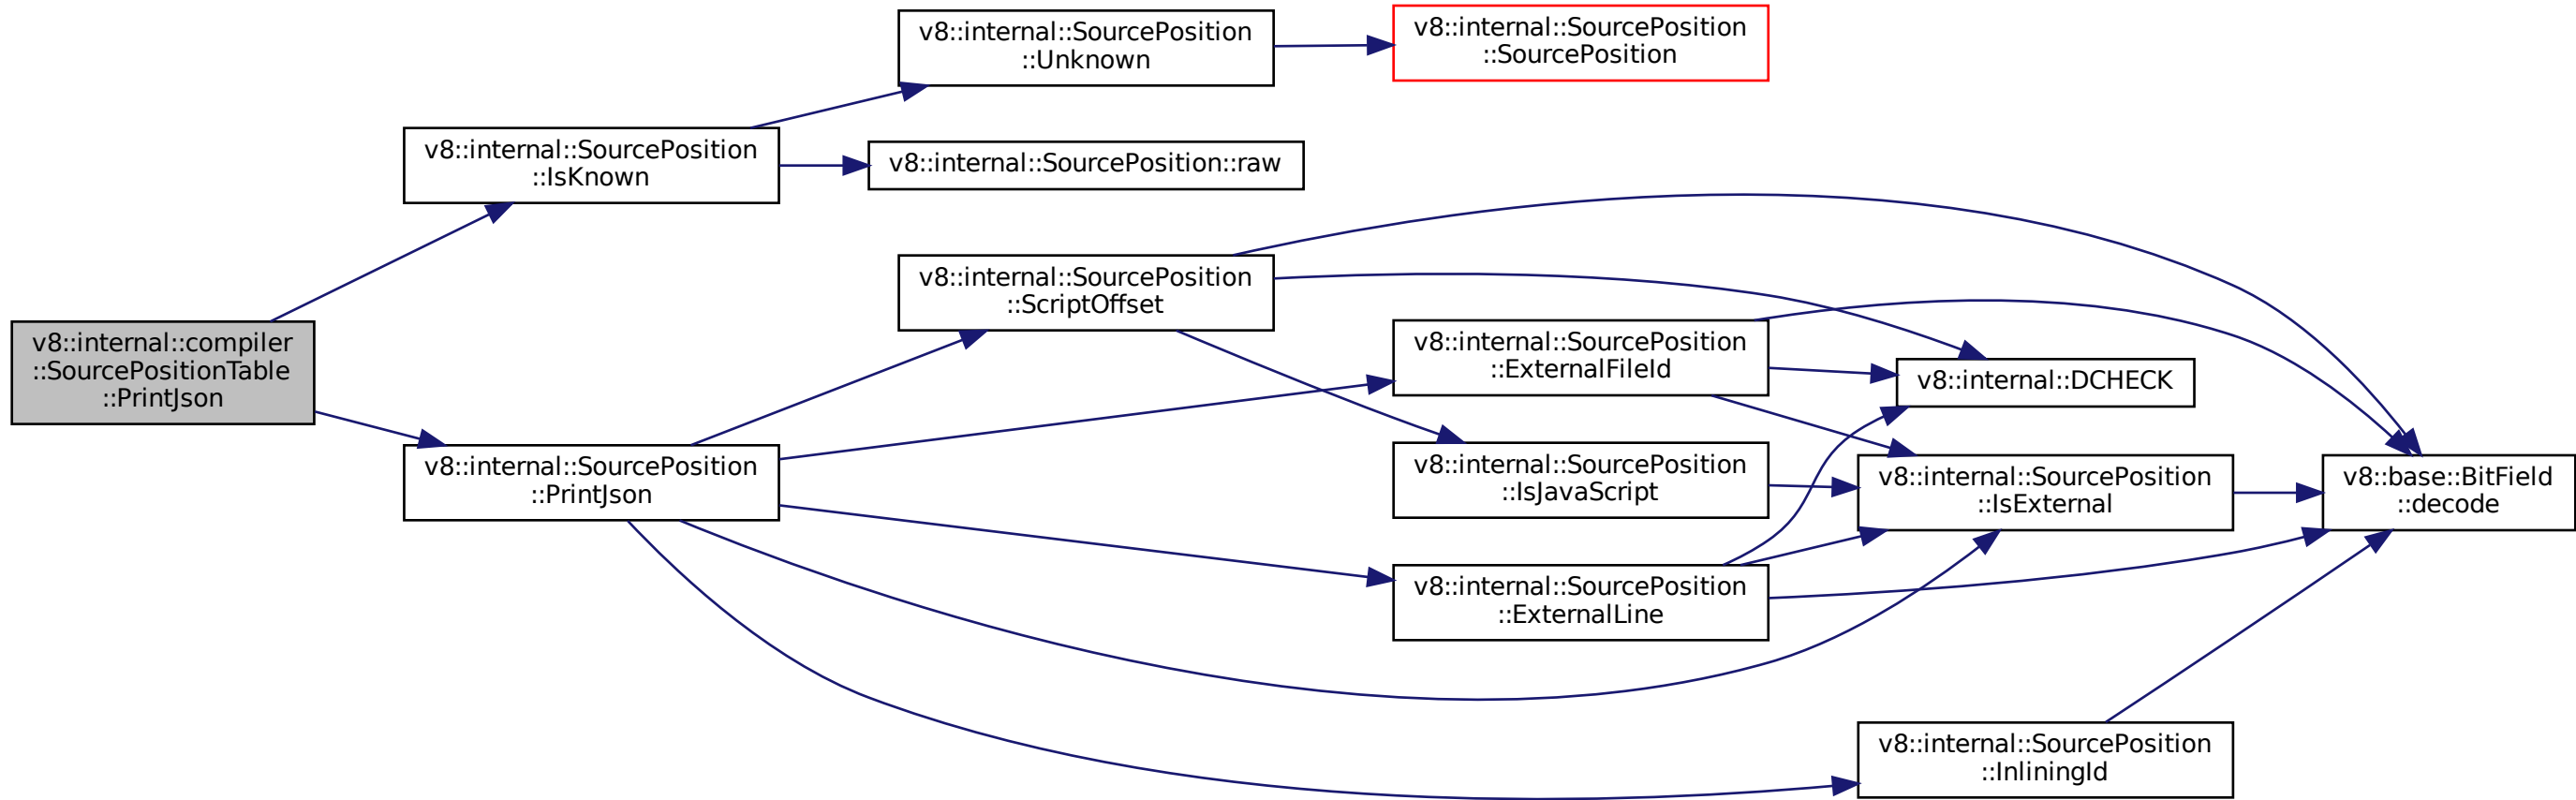 v8::internal::compiler
::SourcePositionTable
::PrintJson
v8::internal::SourcePosition
::IsKnown
v8::internal::SourcePosition
::PrintJson
v8::internal::SourcePosition
::Unknown
v8::internal::SourcePosition::raw
v8::internal::SourcePosition
::ScriptOffset
v8::internal::SourcePosition
::SourcePosition
v8::internal::SourcePosition
::ExternalFileId
v8::internal::SourcePosition
::IsJavaScript
v8::internal::SourcePosition
::ExternalLine
v8::internal::DCHECK
v8::internal::SourcePosition
::IsExternal
v8::internal::SourcePosition
::InliningId
v8::base::BitField
::decode